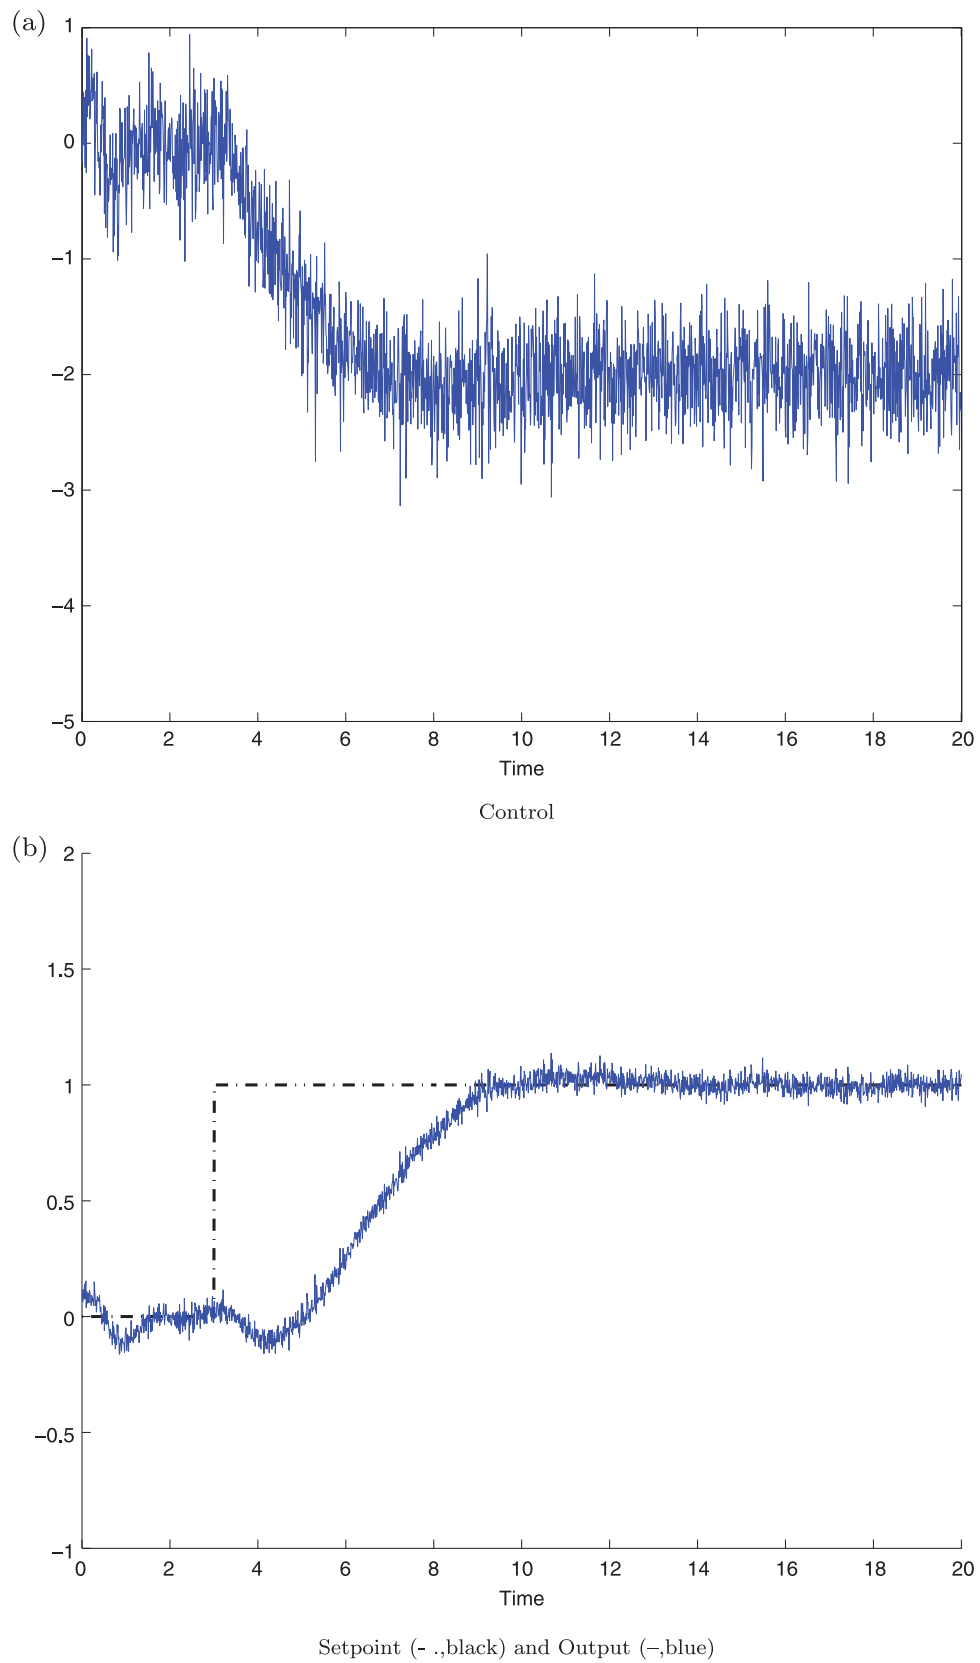 (a)
1
0
−1
−2
−3
−4
−5
0 2 4 6 8 10 12 14 16 18 20
Time
Control
(b)
2
1.5
1
0.5
0
−0.5
−1
0 2 4 6 8 10 12 14 16 18 20
Time
Setpoint (- .,black) and Output (–,blue)